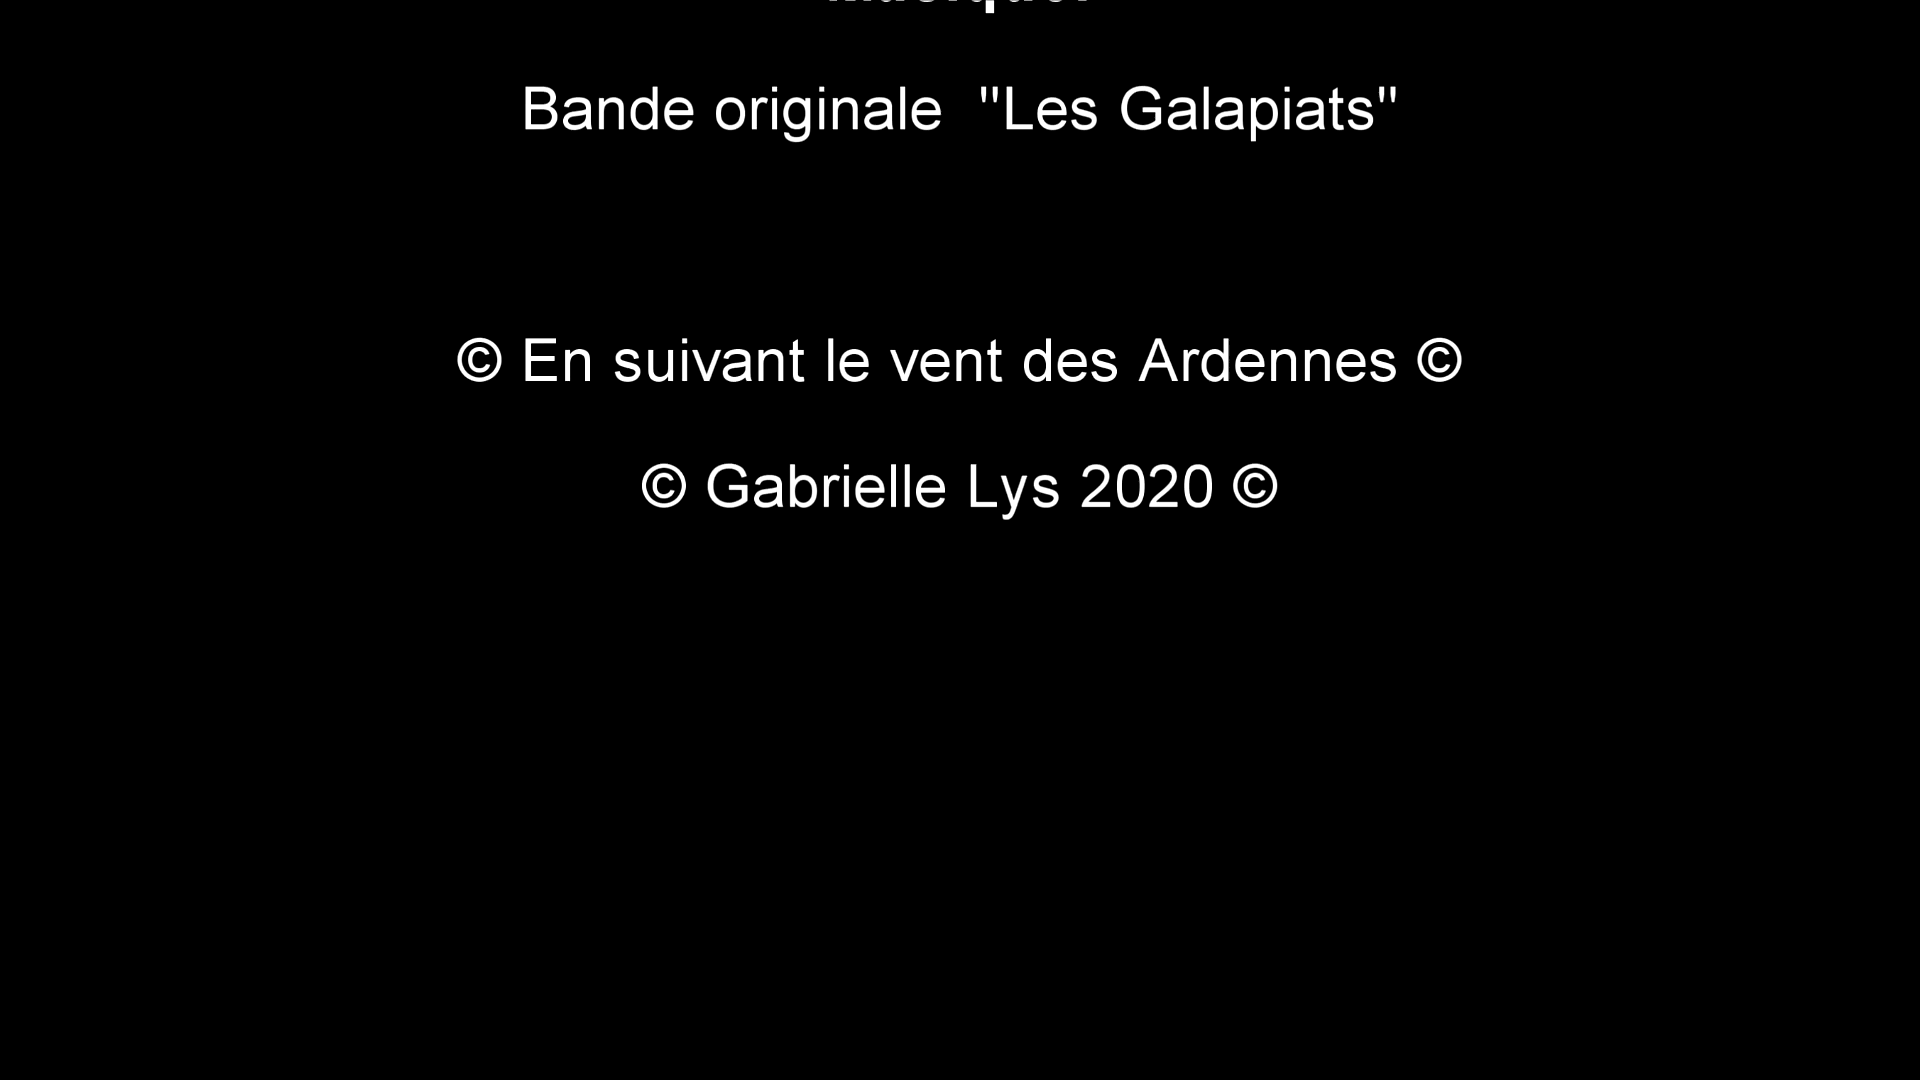 Bande originale  "Les Galapiats"
© En suivant le vent des Ardennes ©
© Gabrielle Lys 2020 ©